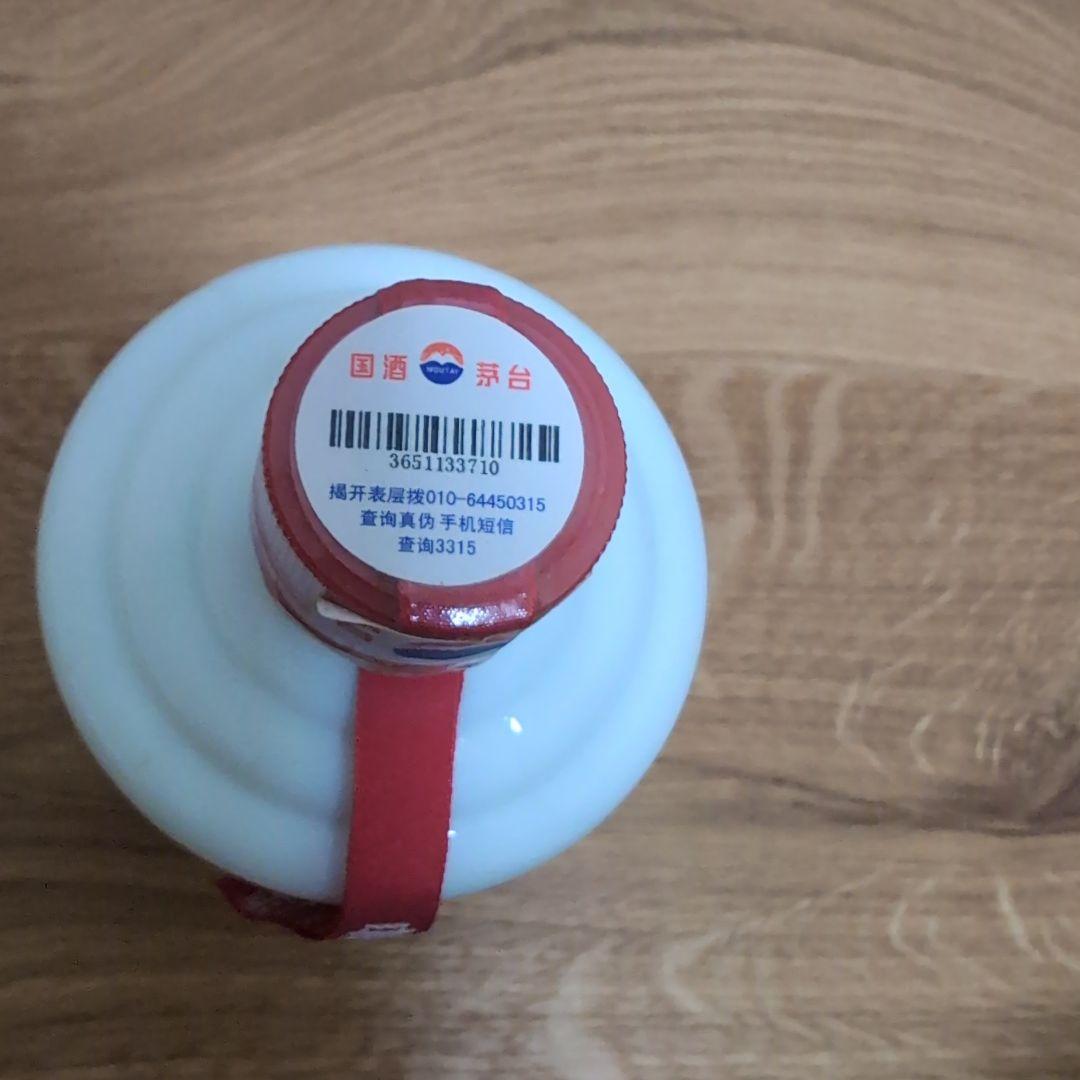 国酒 MOUTAI 茅台
3651133710
揭开表层拨010-64450315
查询真伪 手机短信
查询3315